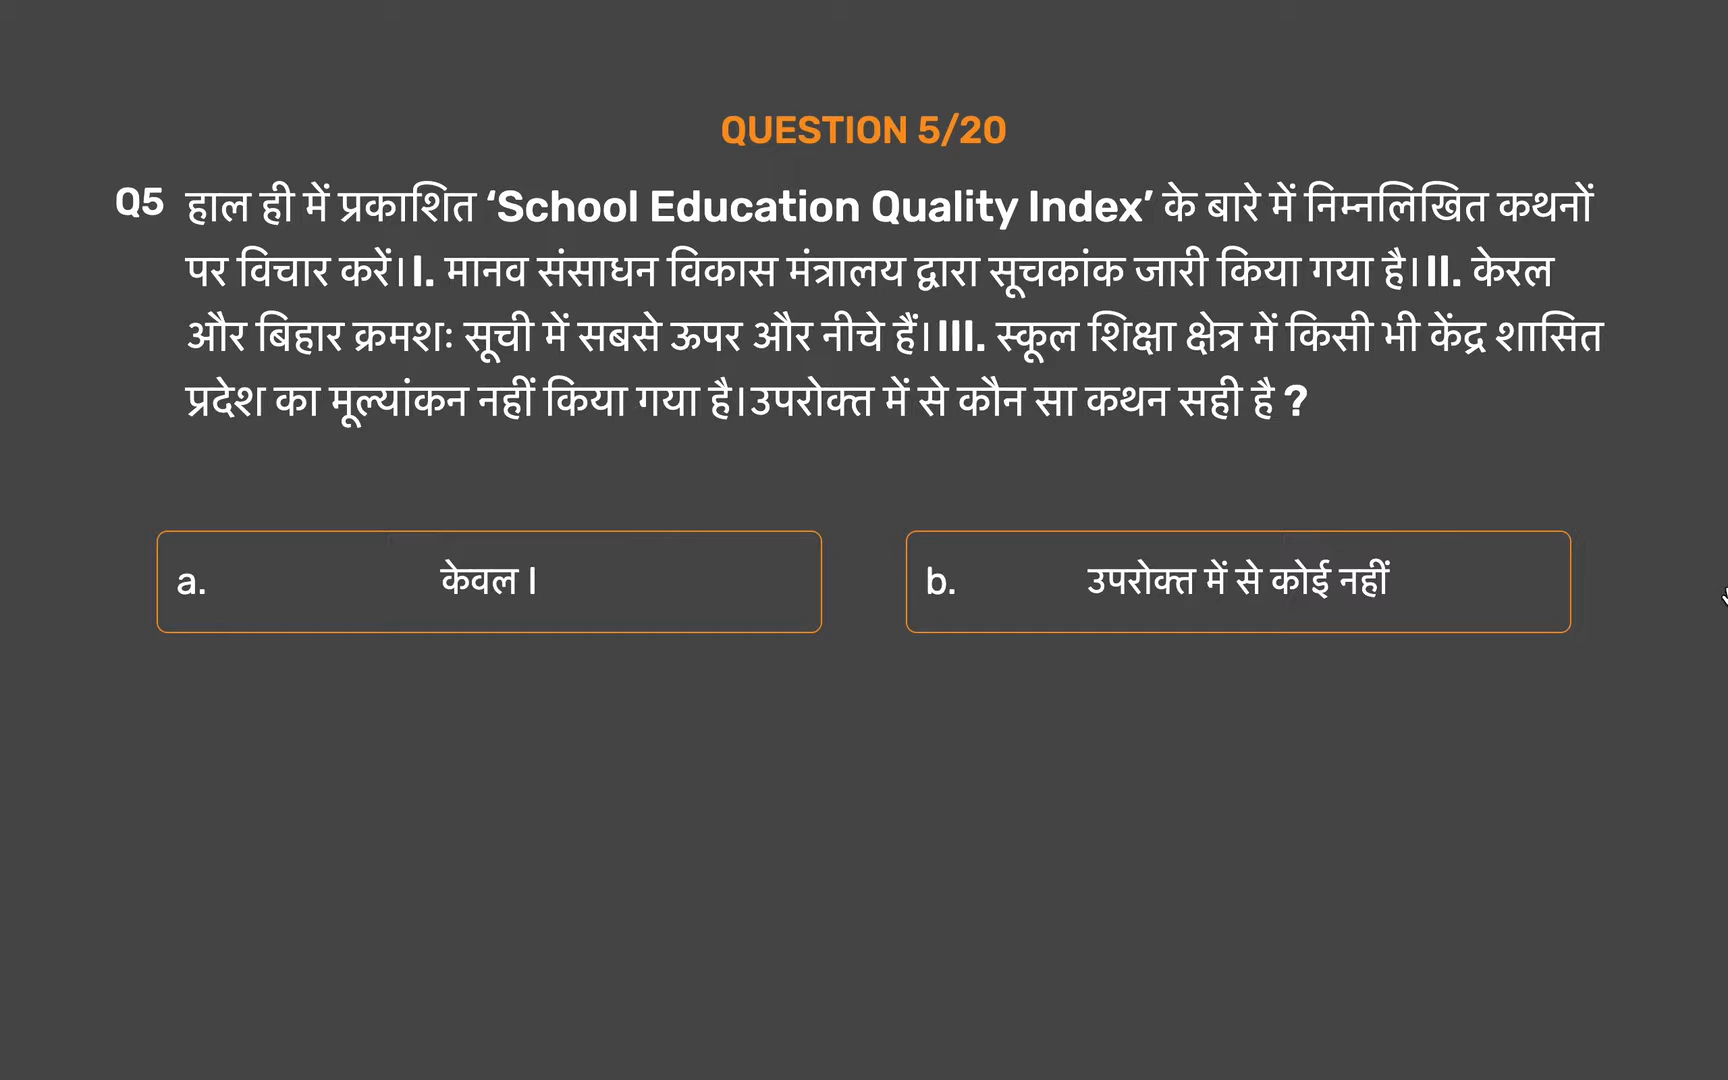 QUESTION 5/20
Q5 हाल ही में प्रकाशित ‘School Education Quality Index’ के बारे में निम्नलिखित कथनों
पर विचार करें। I. मानव संसाधन विकास मंत्रालय द्वारा सूचकांक जारी किया गया है। II. केरल
और बिहार क्रमशः सूची में सबसे ऊपर और नीचे हैं। III. स्कूल शिक्षा क्षेत्र में किसी भी केंद्र शासित
प्रदेश का मूल्यांकन नहीं किया गया है। उपरोक्त में से कौन सा कथन सही है ?
a. केवल I
b. उपरोक्त में से कोई नहीं